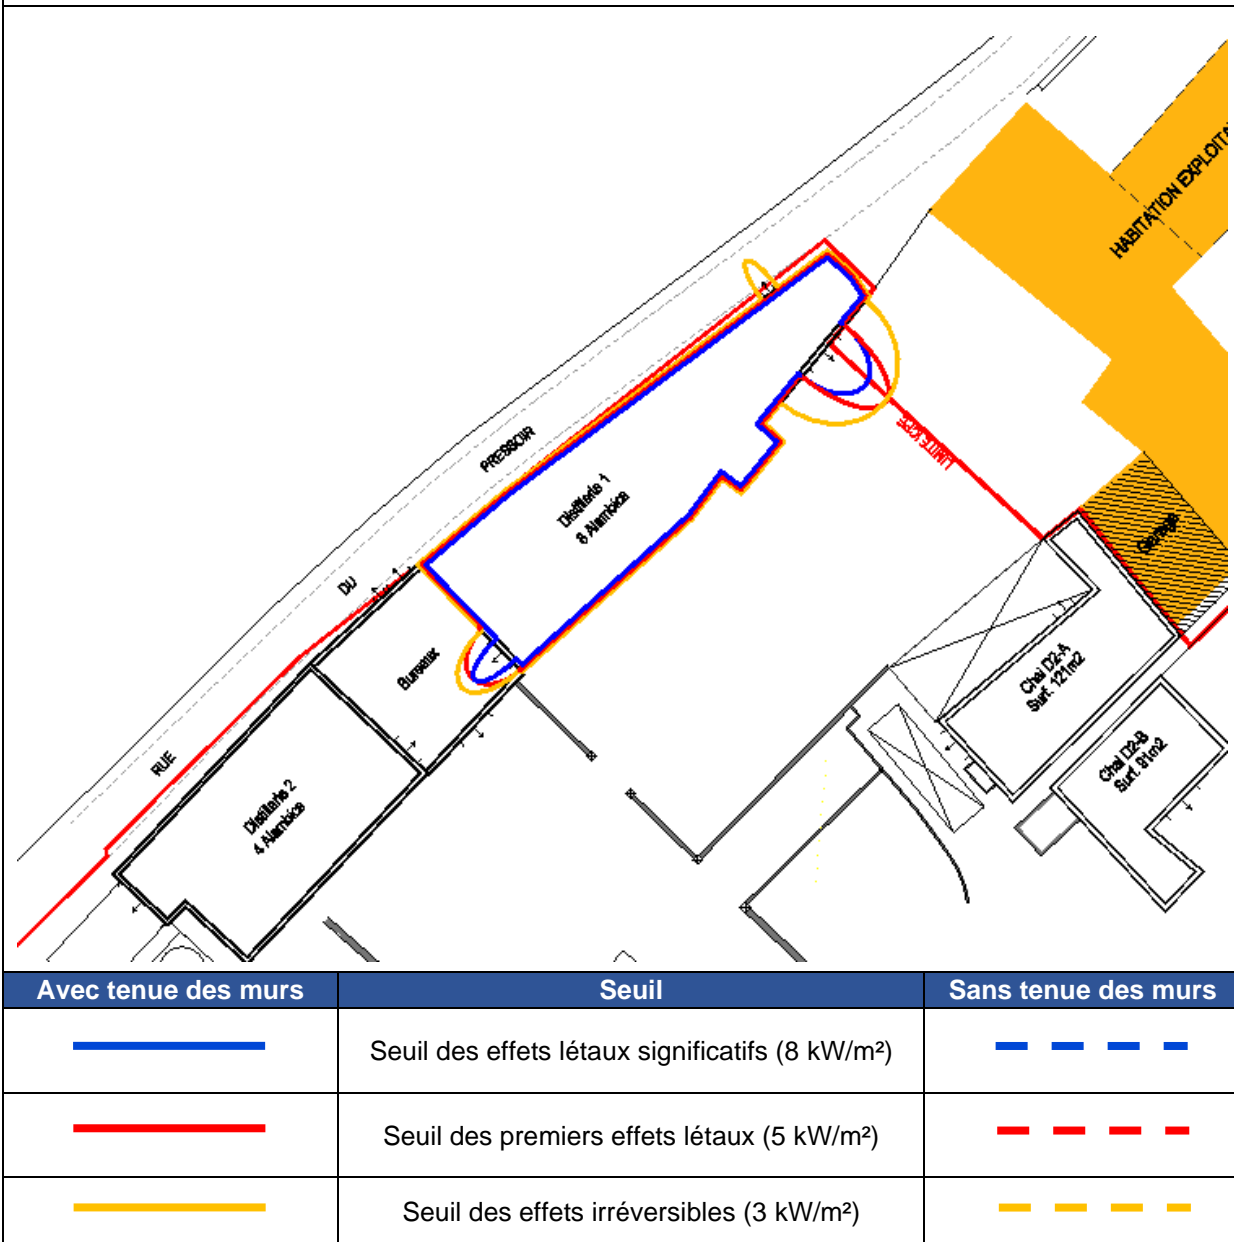 HABITATION EXPLOITA
PRESSOIR
DU
RUE
Distillerie 1
8 Alambics
LIMITE ICPE
Garage
Bureaux
Chai D2-A
Surf. 121m2
Chai D2-B
Surf. 91m2
Distillerie 2
4 Alambics
Avec tenue des murs
Seuil
Sans tenue des murs
Seuil des effets létaux significatifs (8 kW/m²)
Seuil des premiers effets létaux (5 kW/m²)
Seuil des effets irréversibles (3 kW/m²)